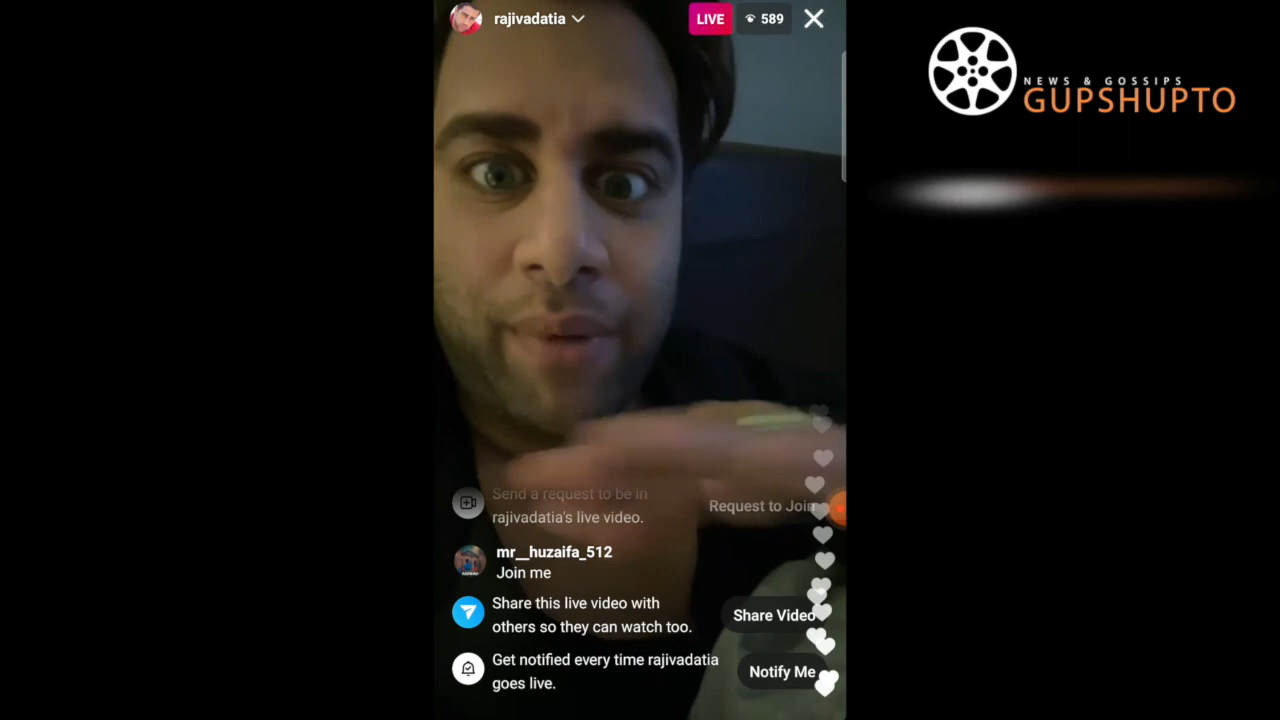 rajivadatia
LIVE
589
NEWS & GOSSIPS
GUPSHUPTO
Send a request to be in
rajivadatia's live video.
Request to Join
mr__huzaifa_512
Join me
Share this live video with
others so they can watch too.
Share Video
Get notified every time rajivadatia
goes live.
Notify Me